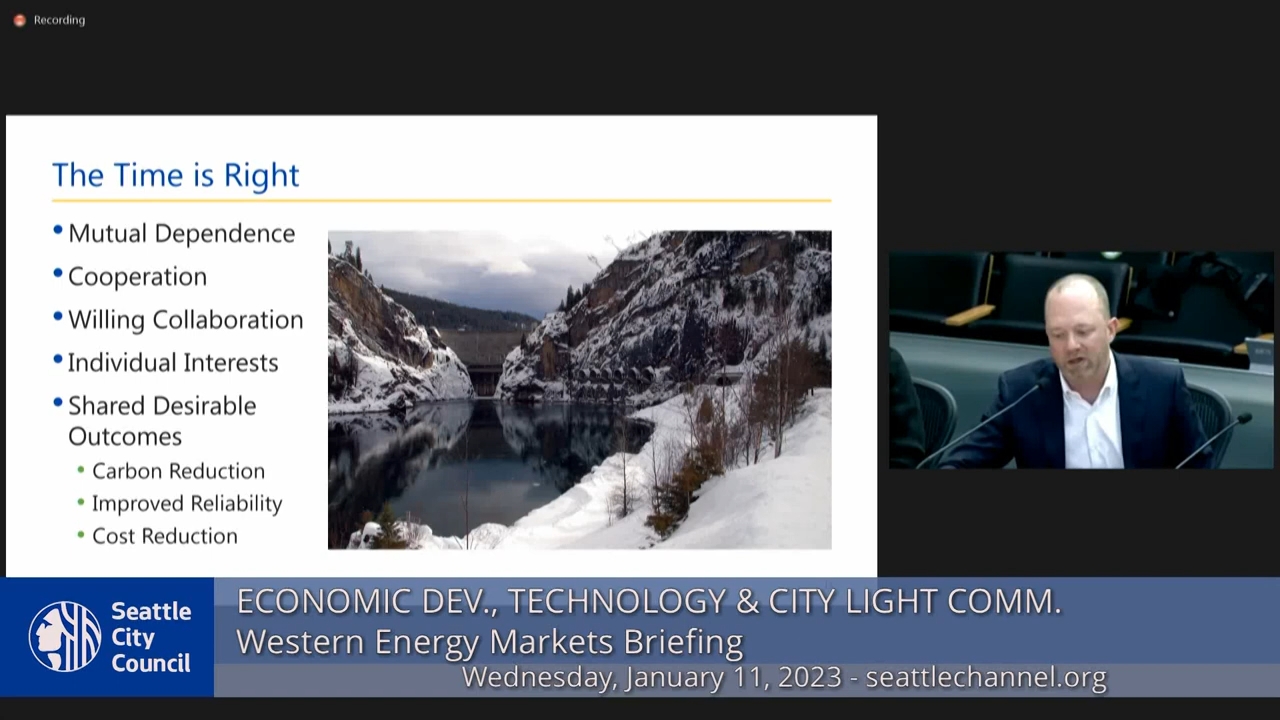 Recording
The Time is Right
• Mutual Dependence
• Cooperation
• Willing Collaboration
• Individual Interests
• Shared Desirable
Outcomes
• Carbon Reduction
• Improved Reliability
• Cost Reduction
Seattle
City
Council
ECONOMIC DEV., TECHNOLOGY & CITY LIGHT COMM.
Western Energy Markets Briefing
Wednesday, January 11, 2023 - seattlechannel.org